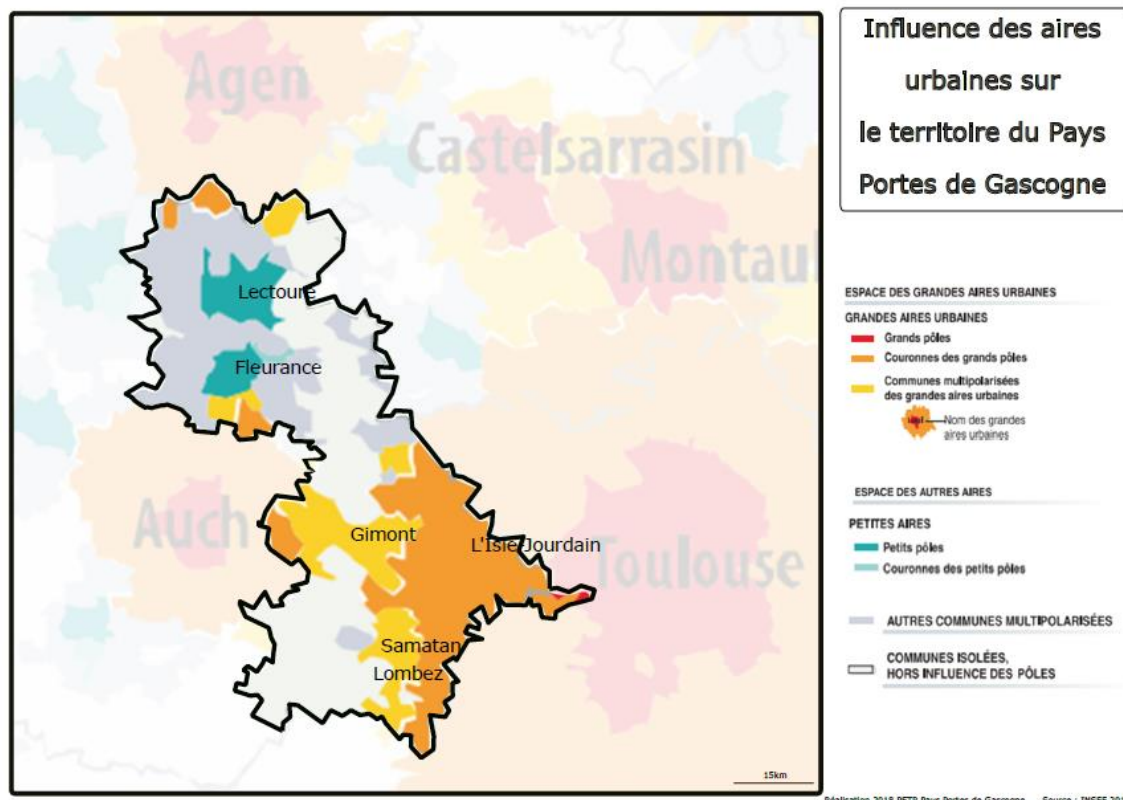 Influence des aires
urbaines sur
le territoire du Pays
Portes de Gascogne
Agen
Castelsarrasin
Montaub
Lectoure
Fleurance
Auch
Gimont
L'Isle-Jourdain
Toulouse
Samatan
Lombez
15km
ESPACE DES GRANDES AIRES URBAINES
GRANDES AIRES URBAINES
Grands pôles
Couronnes des grands pôles
Communes multipolarisées
des grandes aires urbaines
Nom des grandes
aires urbaines
ESPACE DES AUTRES AIRES
PETITES AIRES
Petits pôles
Couronnes des petits pôles
AUTRES COMMUNES MULTIPOLARISÉES
COMMUNES ISOLÉES,
HORS INFLUENCE DES PÔLES
Réalisation 2018 PETR Pays Portes de Gascogne Source : INSEE 201